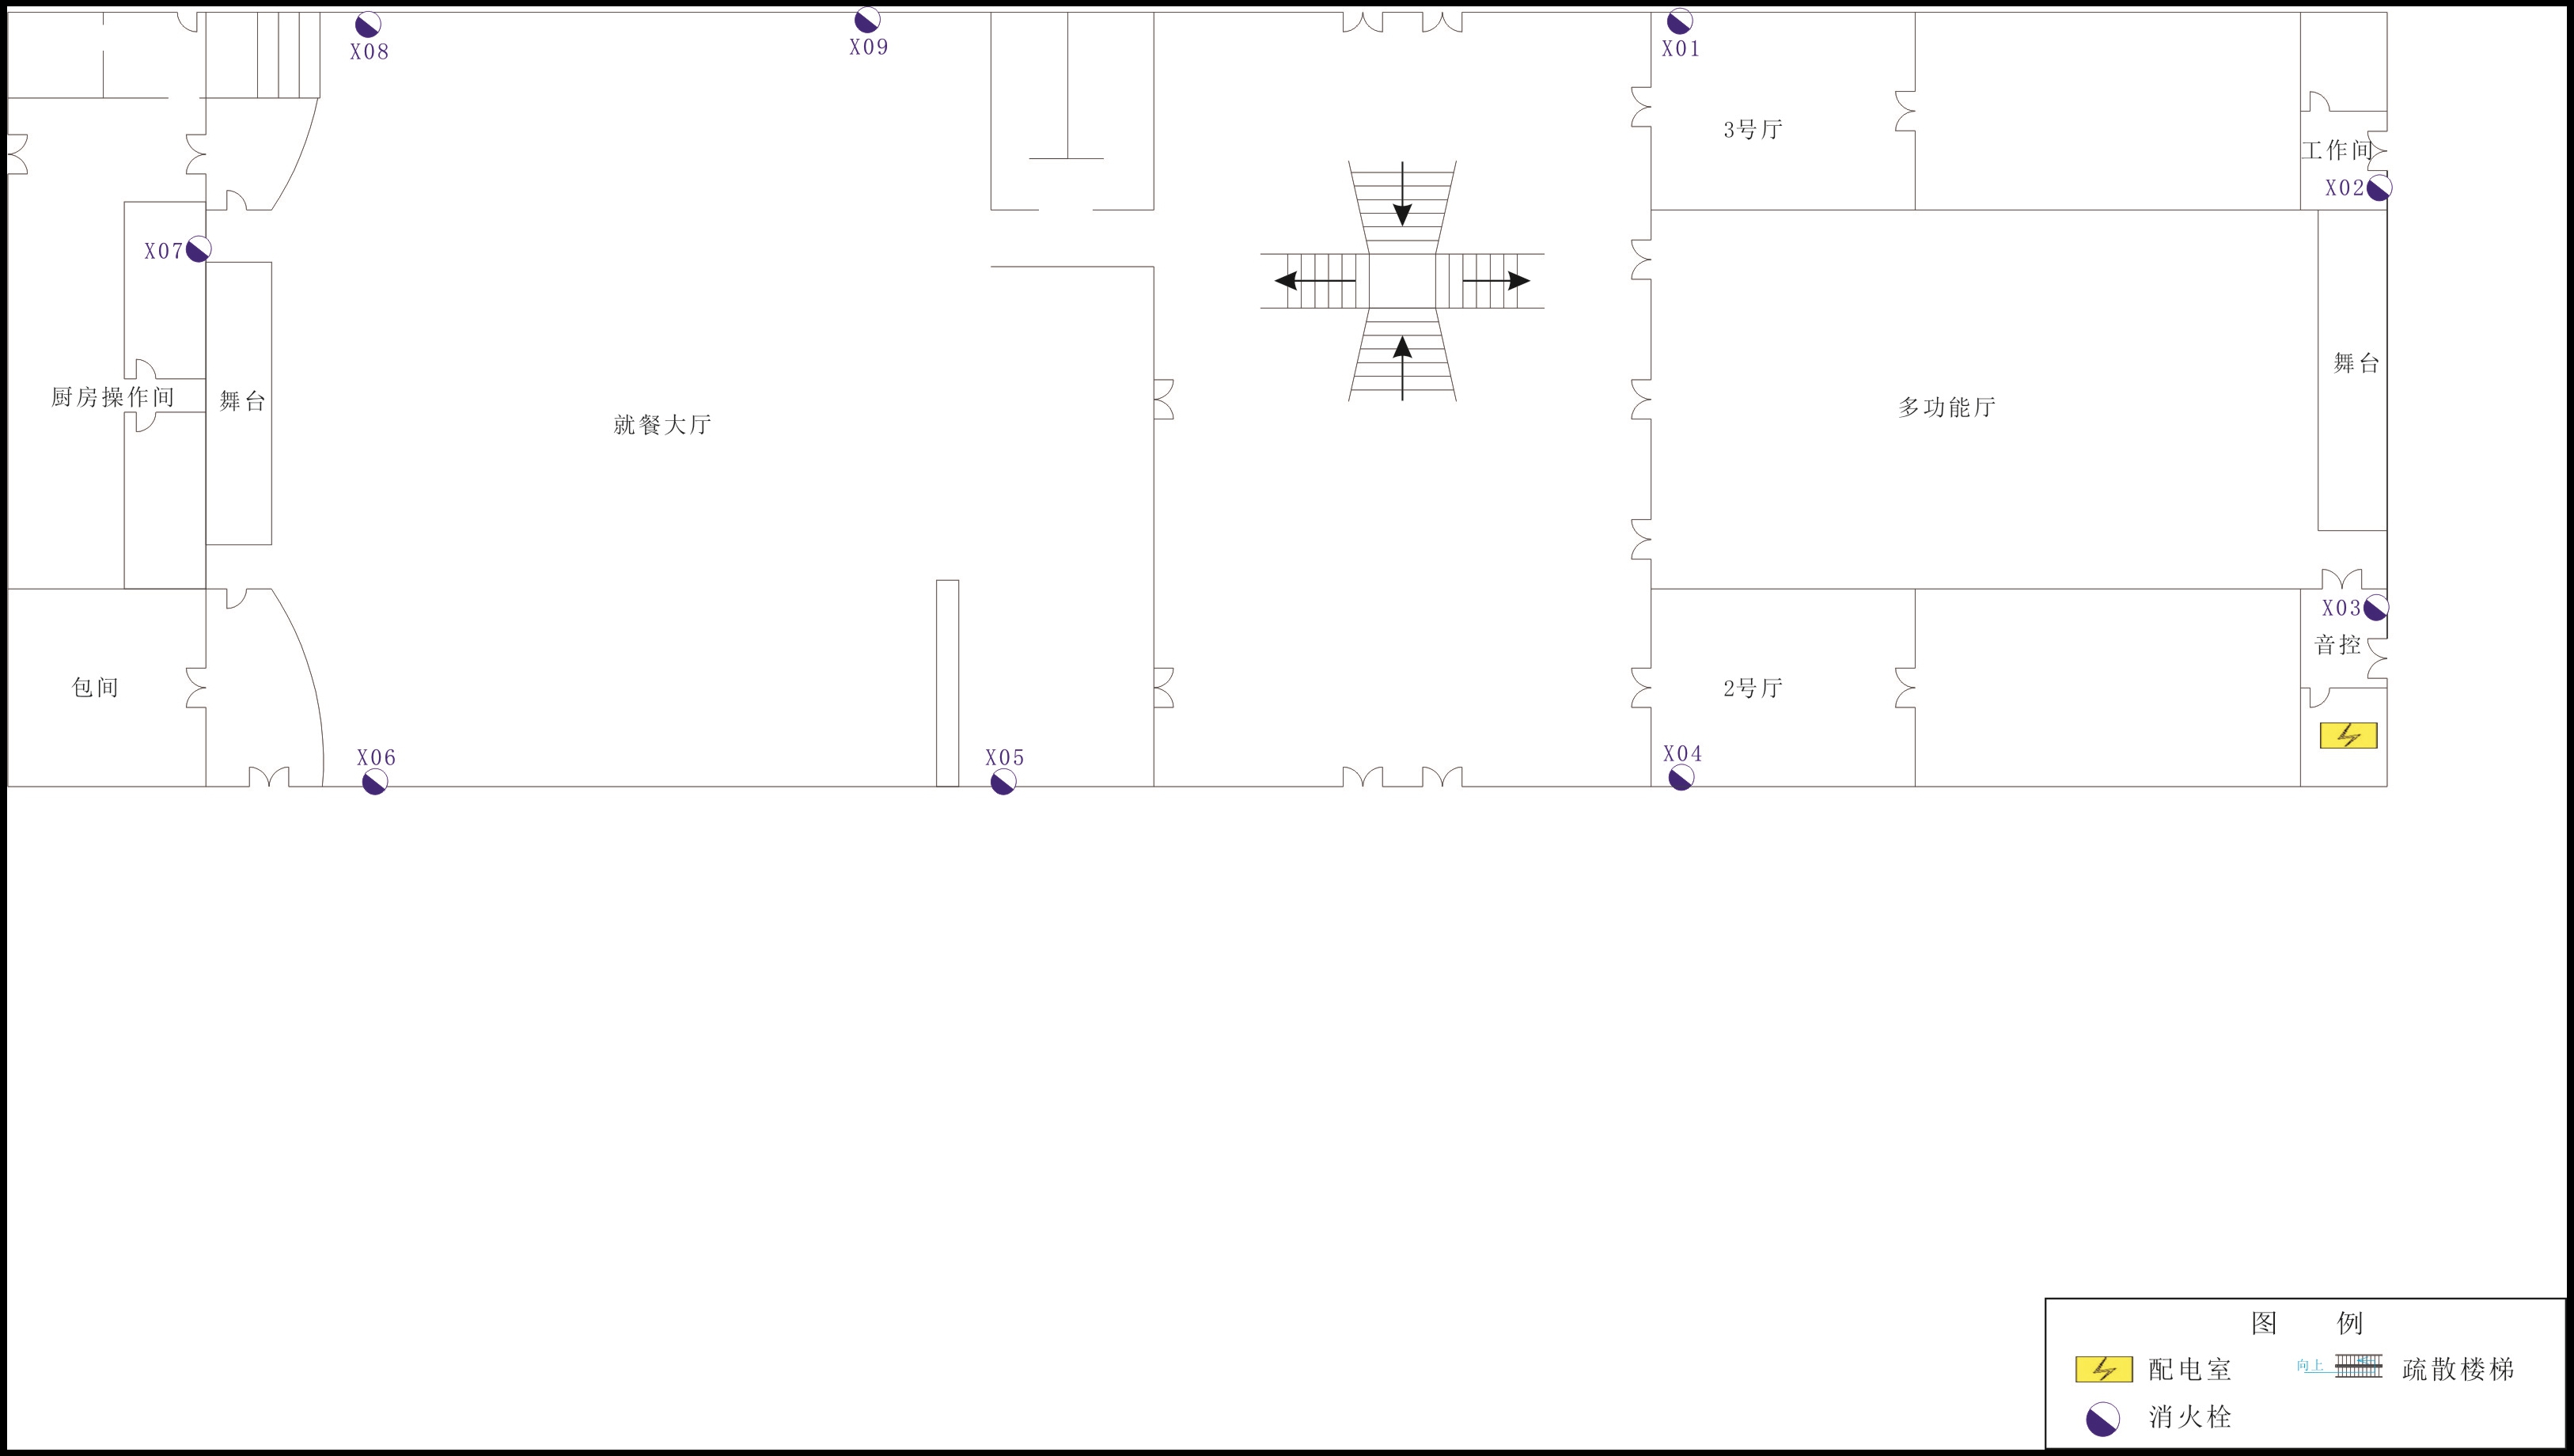 X08
X09
X01
3号厅
工作间
X02
X07
厨房操作间
舞台
就餐大厅
多功能厅
舞台
X03
音控
包间
2号厅
X06
X05
X04
图 例
配电室
向上
疏散楼梯
消火栓